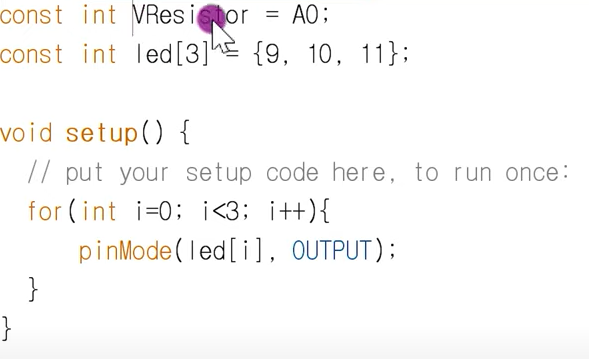 const int VResistor = A0;
const int led[3] = {9, 10, 11};
void setup() {
// put your setup code here, to run once:
for(int i=0; i<3; i++){
pinMode(led[i], OUTPUT);
}
}